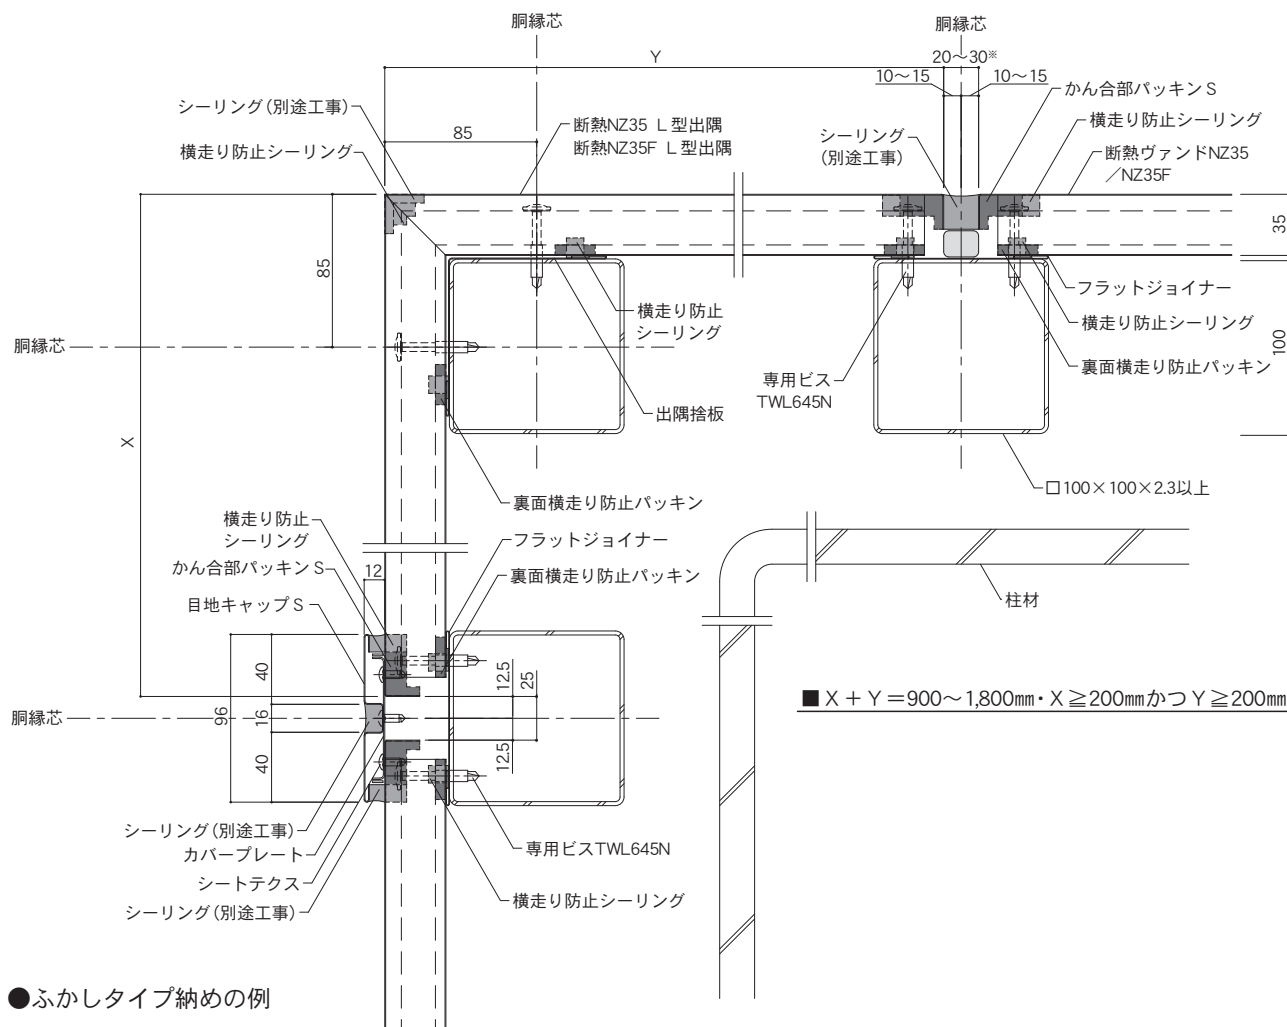 胴縁芯
胴縁芯
Y
20〜30※
10〜15
10〜15
シーリング(別途工事)
かん合部パッキンS
85
断熱NZ35 L型出隅
断熱NZ35F L型出隅
シーリング
(別途工事)
横走り防止シーリング
横走り防止シーリング
断熱ヴァンドNZ35
/NZ35F
35
85
フラットジョイナー
横走り防止
シーリング
横走り防止シーリング
胴縁芯
100
裏面横走り防止パッキン
専用ビス
TWL645N
出隅捨板
X
□100×100×2.3以上
裏面横走り防止パッキン
横走り防止
シーリング
フラットジョイナー
かん合部パッキンS
12
裏面横走り防止パッキン
目地キャップS
柱材
40
12.5
25
■X+Y=900〜1,800㎜・X≧200㎜かつY≧200㎜
胴縁芯
96
16
12.5
40
シーリング(別途工事)
カバープレート
専用ビスTWL645N
シートテクス
横走り防止シーリング
シーリング(別途工事)
●ふかしタイプ納めの例